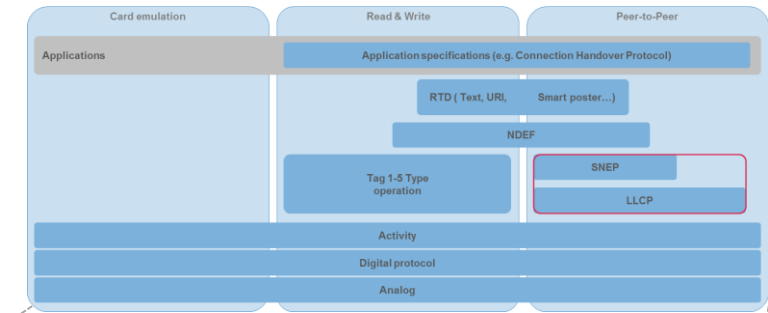 Card emulation
Read & Write
Peer-to-Peer
Applications
Application specifications (e.g. Connection Handover Protocol)
RTD ( Text, URI, Smart poster...)
NDEF
Tag 1-5 Type
operation
SNEP
LLCP
Activity
Digital protocol
Analog